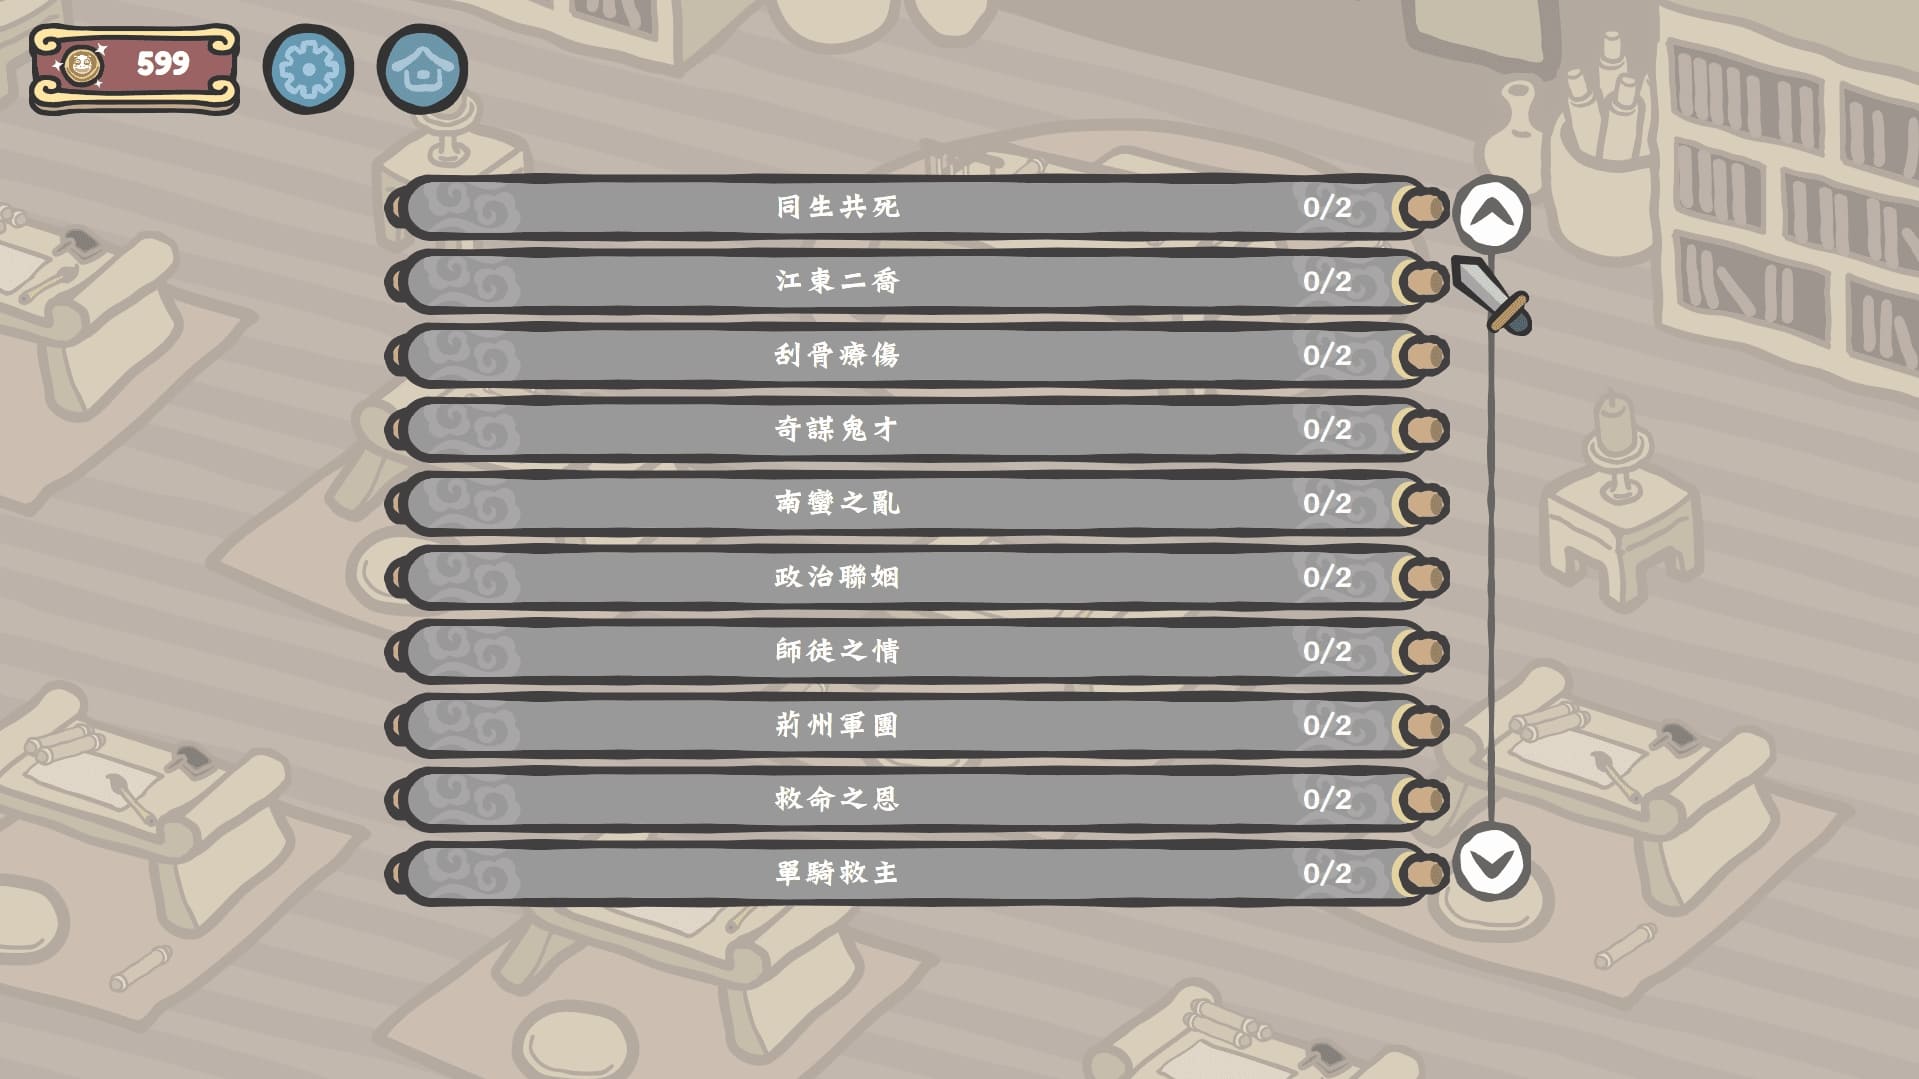 599
同生共死 0/2
江東二喬 0/2
刮骨療傷 0/2
奇謀鬼才 0/2
南蠻之亂 0/2
政治聯姻 0/2
師徒之情 0/2
荊州軍團 0/2
救命之恩 0/2
單騎救主 0/2